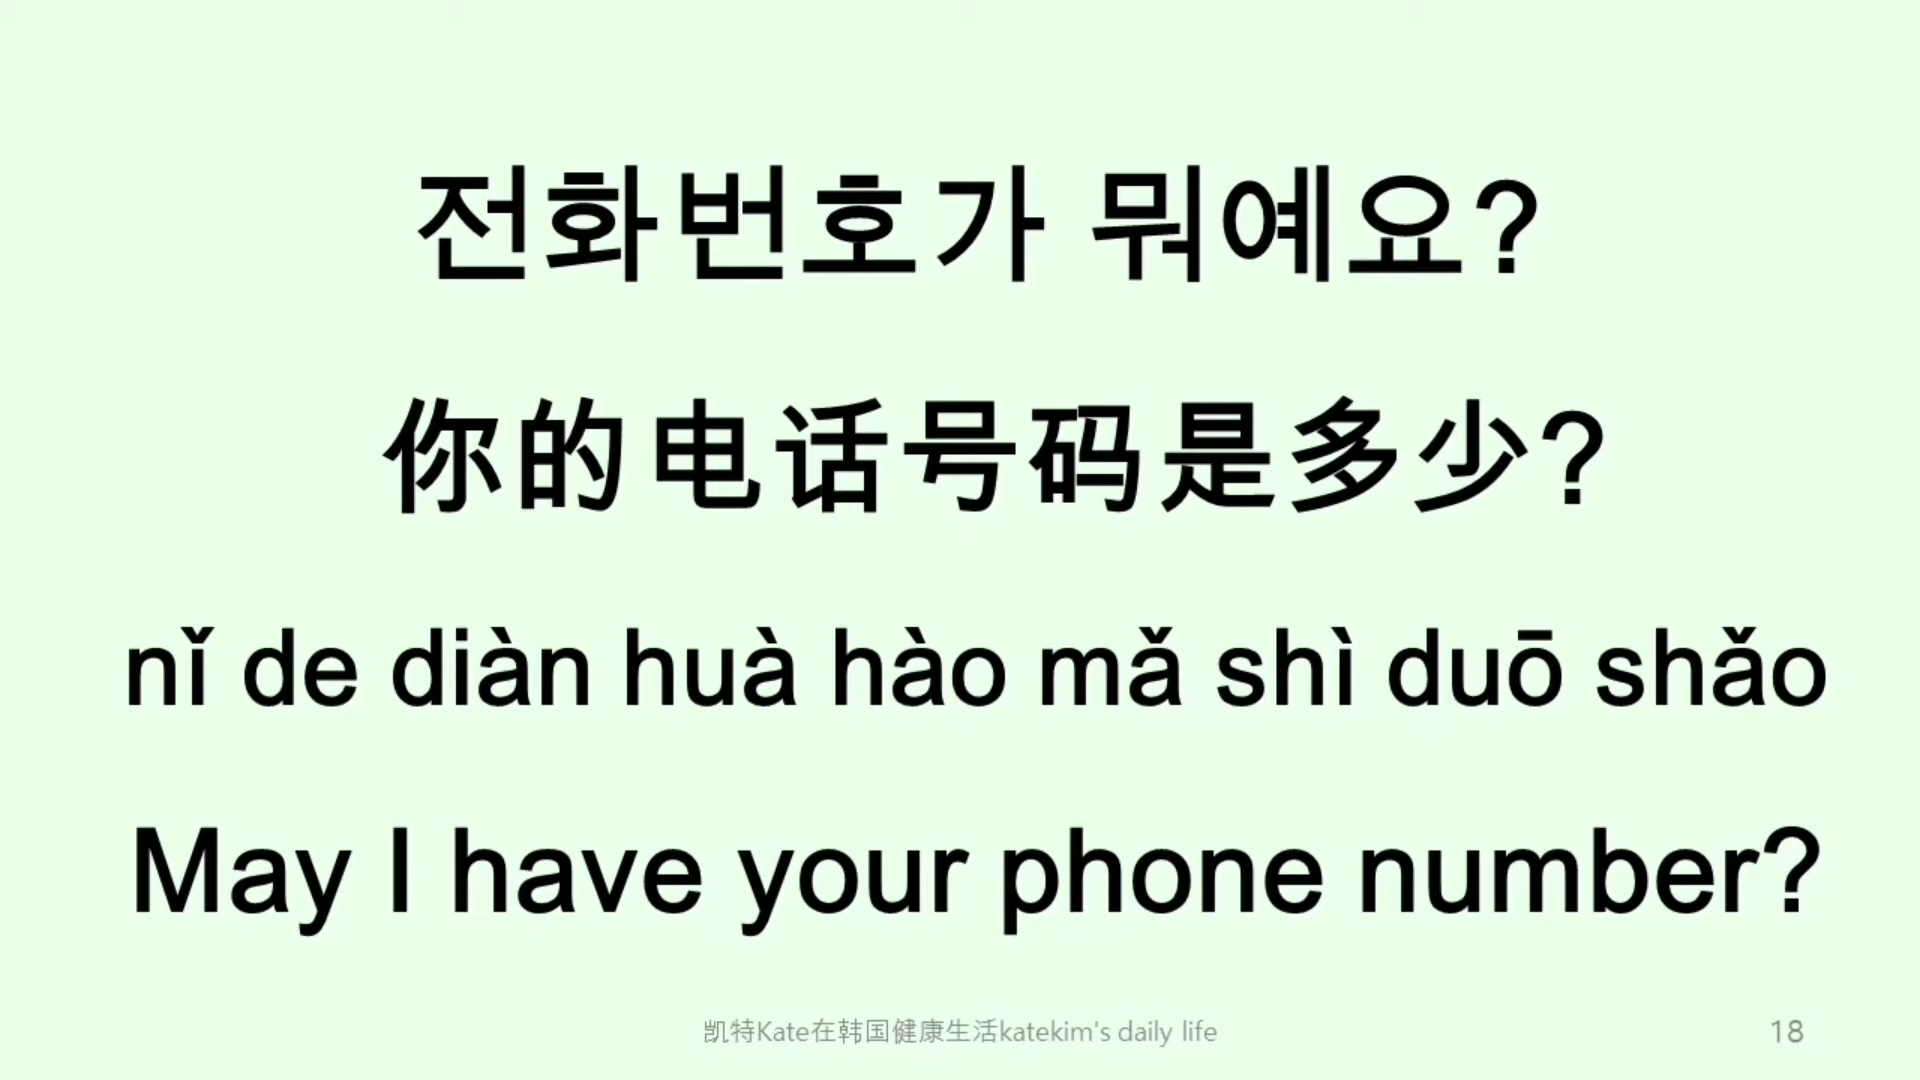 전화번호가 뭐예요?
你的电话号码是多少?
nǐ de diàn huà hào mǎ shì duō shǎo
May I have your phone number?
凯特Kate在韩国健康生活katekim's daily life
18